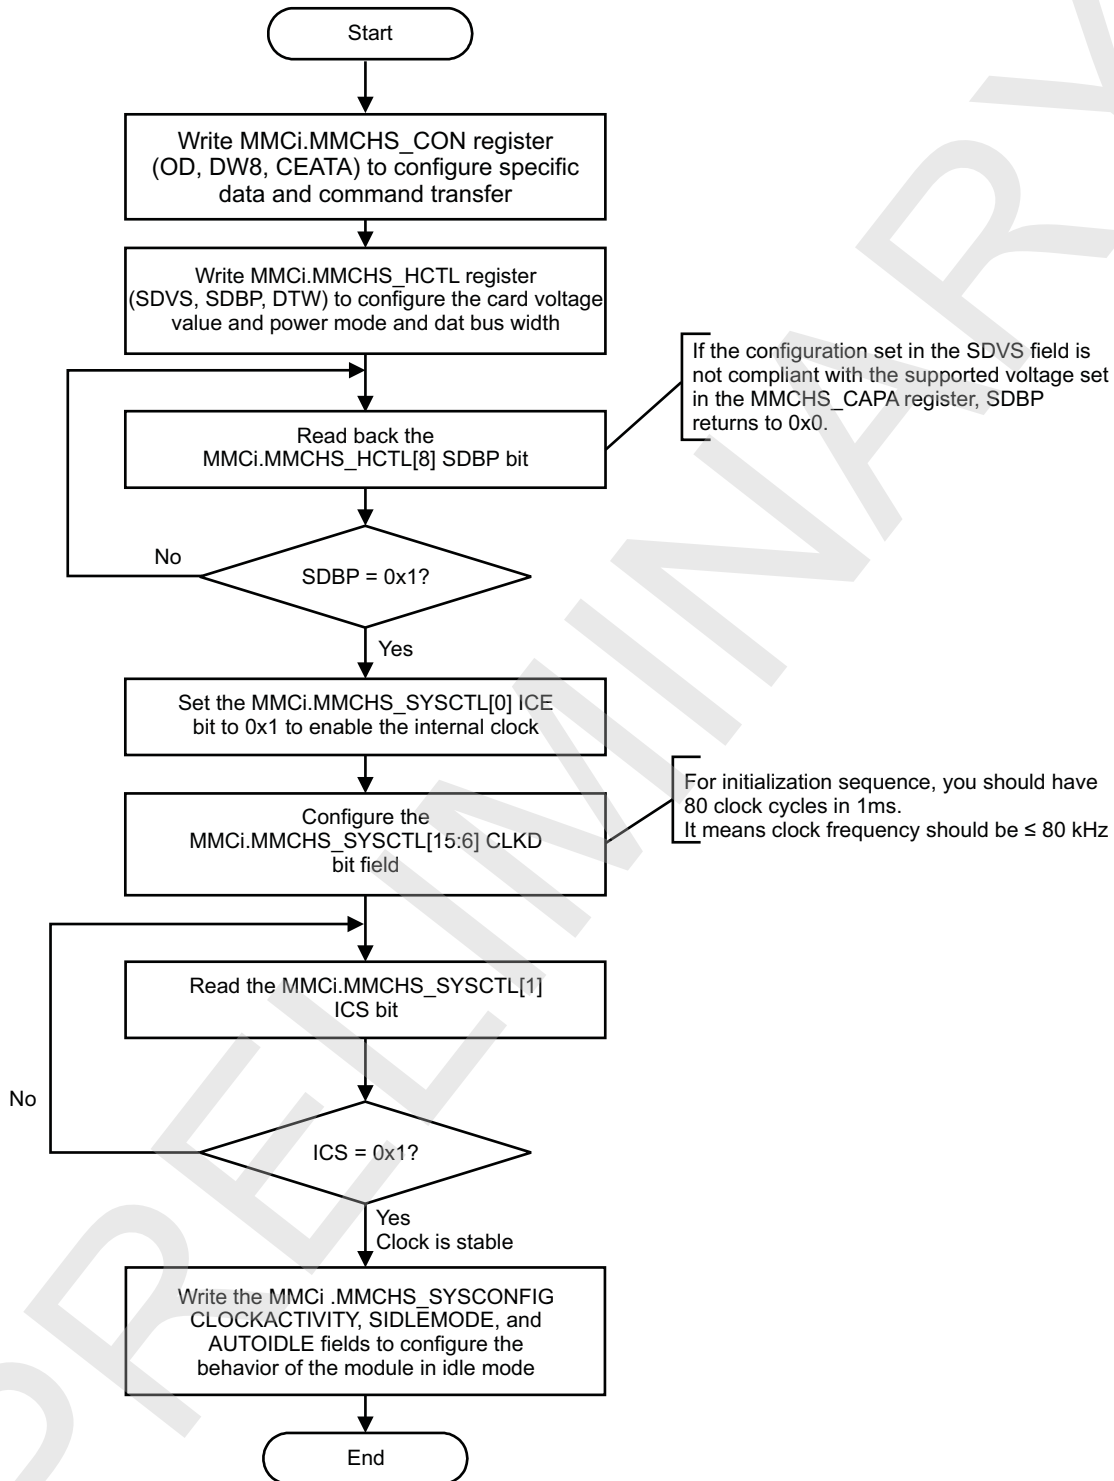 Start
Write MMCi.MMCHS_CON register
(OD, DW8, CEATA) to configure specific
data and command transfer
Write MMCi.MMCHS_HCTL register
(SDVS, SDBP, DTW) to configure the card voltage
value and power mode and dat bus width
If the configuration set in the SDVS field is
not compliant with the supported voltage set
in the MMCHS_CAPA register, SDBP
returns to 0x0.
Read back the
MMCi.MMCHS_HCTL[8] SDBP bit
No
SDBP = 0x1?
Yes
Set the MMCi.MMCHS_SYSCTL[0] ICE
bit to 0x1 to enable the internal clock
For initialization sequence, you should have
80 clock cycles in 1ms.
It means clock frequency should be ≤ 80 kHz
Configure the
MMCi.MMCHS_SYSCTL[15:6] CLKD
bit field
Read the MMCi.MMCHS_SYSCTL[1]
ICS bit
No
ICS = 0x1?
Yes
Clock is stable
Write the MMCi .MMCHS_SYSCONFIG
CLOCKACTIVITY, SIDLEMODE, and
AUTOIDLE fields to configure the
behavior of the module in idle mode
End
PRELIMINARY